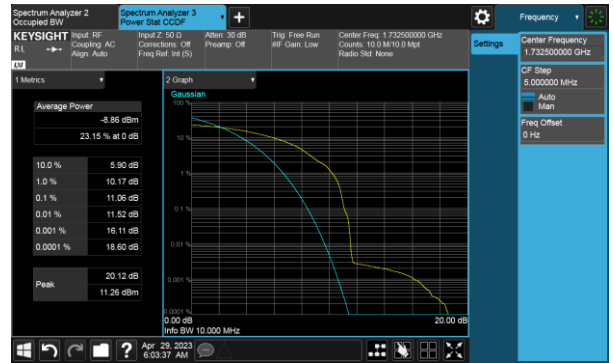 Spectrum Analyzer 2
Occupied BW
Spectrum Analyzer 3
Power Stat CCDF
Frequency
KEYSIGHT
RL
Input: RF
Coupling: AC
Align: Auto
Input Z: 50 Ω
Corrections: Off
Freq Ref: Int (S)
Atten: 30 dB
Preamp: Off
Trig: Free Run
#IF Gain: Low
Center Freq: 1.732500000 GHz
Counts: 10.0 M/10.0 Mpt
Radio Std: None
Settings
Center Frequency
1.732500000 GHz
CF Step
5.000000 MHz
Auto
Man
Freq Offset
0 Hz
1 Metrics
Average Power
-8.86 dBm
23.15 % at 0 dB
10.0 % 5.90 dB
1.0 % 10.17 dB
0.1 % 11.06 dB
0.01 % 11.52 dB
0.001 % 16.11 dB
0.0001 % 18.60 dB
Peak
20.12 dB
11.26 dBm
2 Graph
Gaussian
100 %
10 %
1 %
0.1 %
0.01 %
0.001 %
0.0001 %
0.00 dB
20.00 dB
Info BW 10.000 MHz
Apr 29, 2023
6:03:37 AM